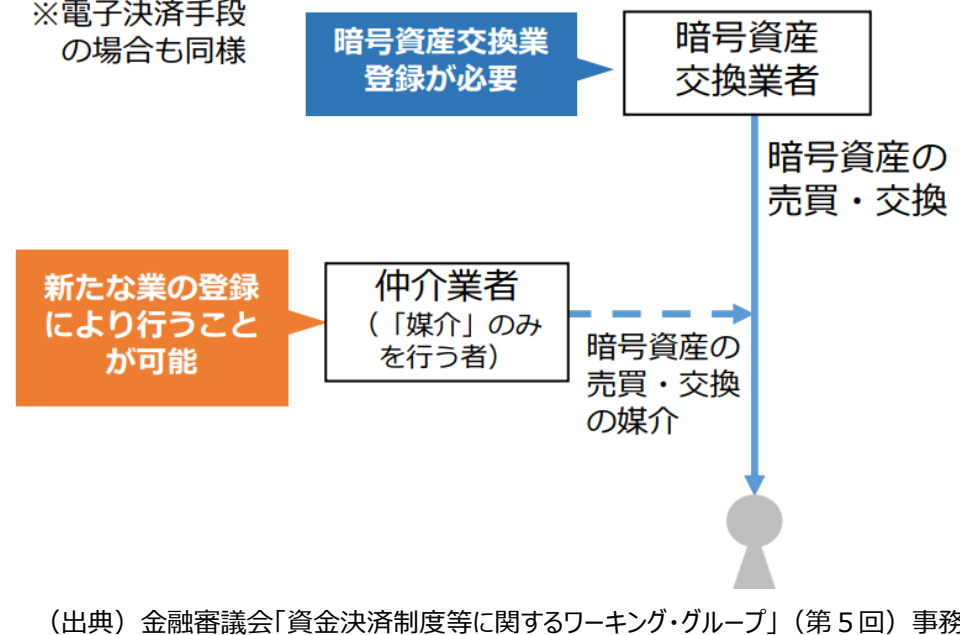 ※電子決済手段
の場合も同様
暗号資産交換業
登録が必要
暗号資産
交換業者
暗号資産の
売買・交換
新たな業の登録
により行うこと
が可能
仲介業者
（「媒介」のみ
を行う者）
暗号資産の
売買・交換
の媒介
（出典）金融審議会「資金決済制度等に関するワーキング・グループ」（第５回）事務